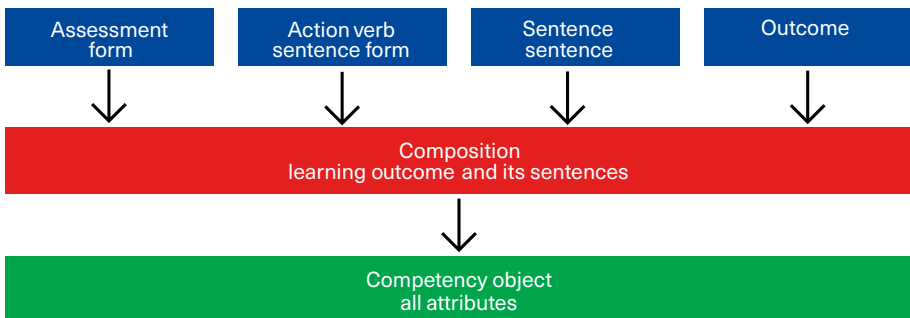 Assessment
form
Action verb
sentence form
Sentence
sentence
Outcome
Composition
learning outcome and its sentences
Competency object
all attributes